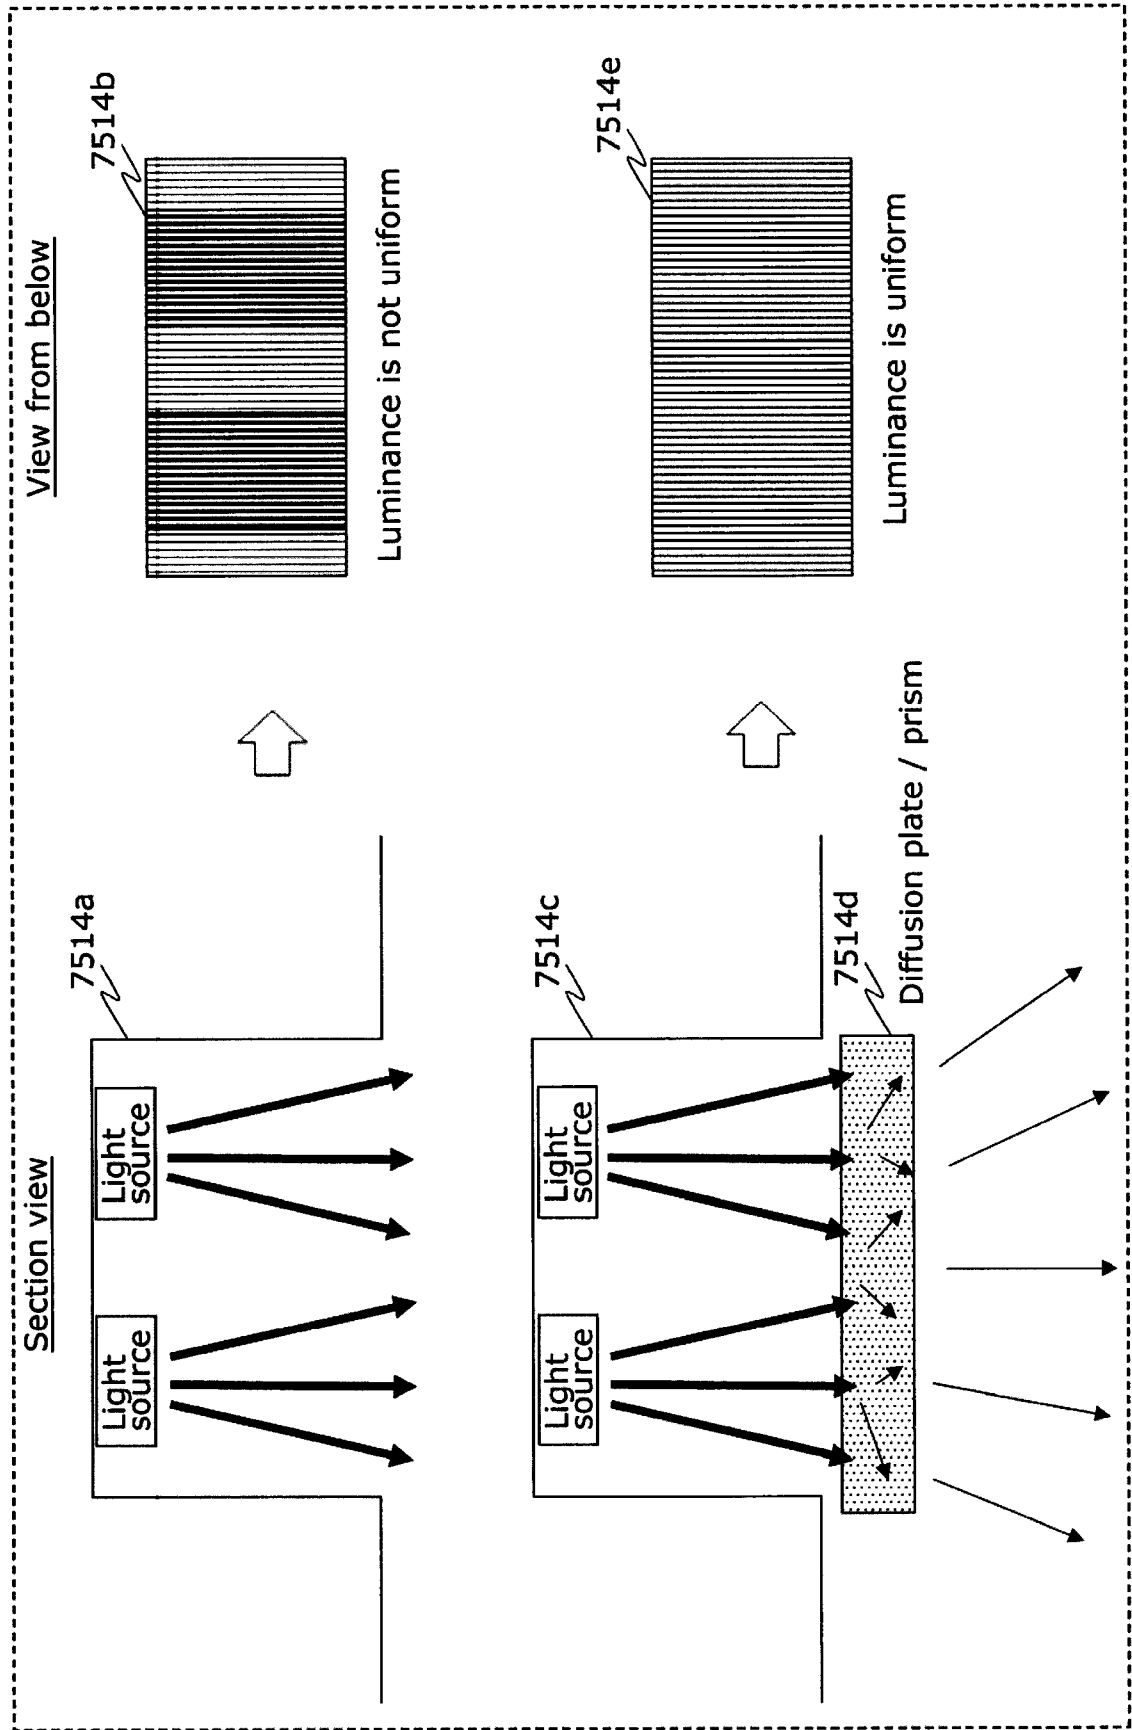 Section view
View from below
7514a
Light
source
Light
source
7514b
Luminance is not uniform
7514c
Light
source
Light
source
7514d
Diffusion plate / prism
7514e
Luminance is uniform